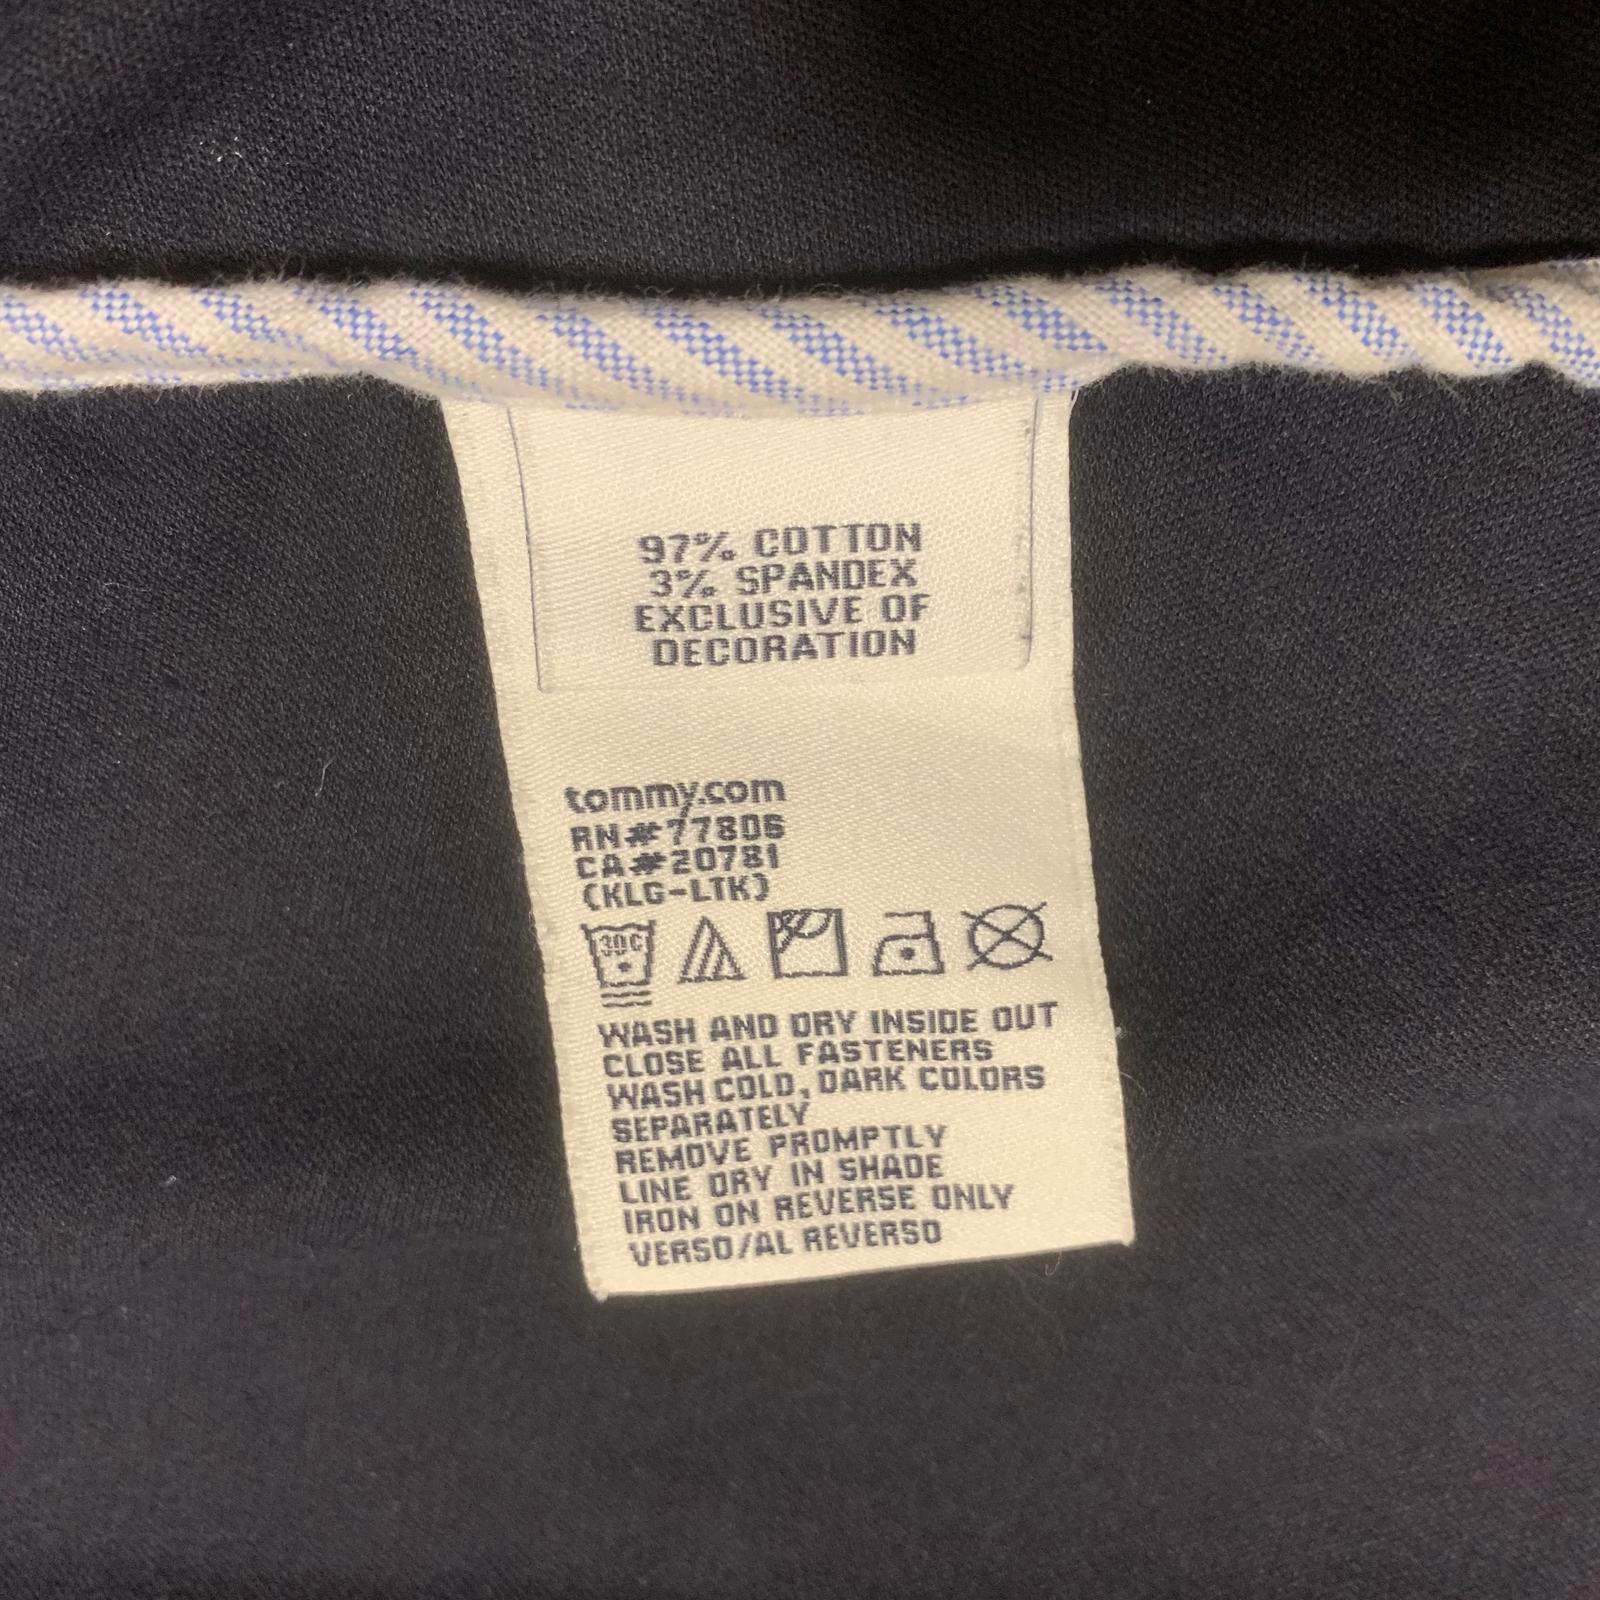 97% COTTON
3% SPANDEX
EXCLUSIVE OF
DECORATION
tommy.com
RN#77806
CA#20781
(KLG-LTK)
30C
WASH AND DRY INSIDE OUT
CLOSE ALL FASTENERS
WASH COLD, DARK COLORS
SEPARATELY
REMOVE PROMPTLY
LINE DRY IN SHADE
IRON ON REVERSE ONLY
VERSO/AL REVERSO